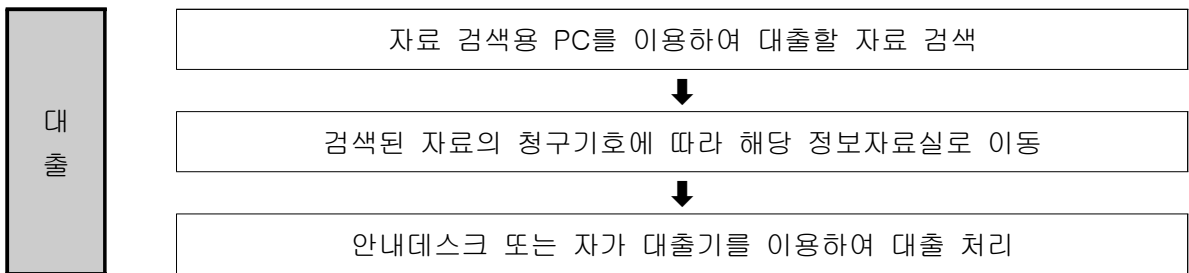 대
출
자료 검색용 PC를 이용하여 대출할 자료 검색
검색된 자료의 청구기호에 따라 해당 정보자료실로 이동
안내데스크 또는 자가 대출기를 이용하여 대출 처리